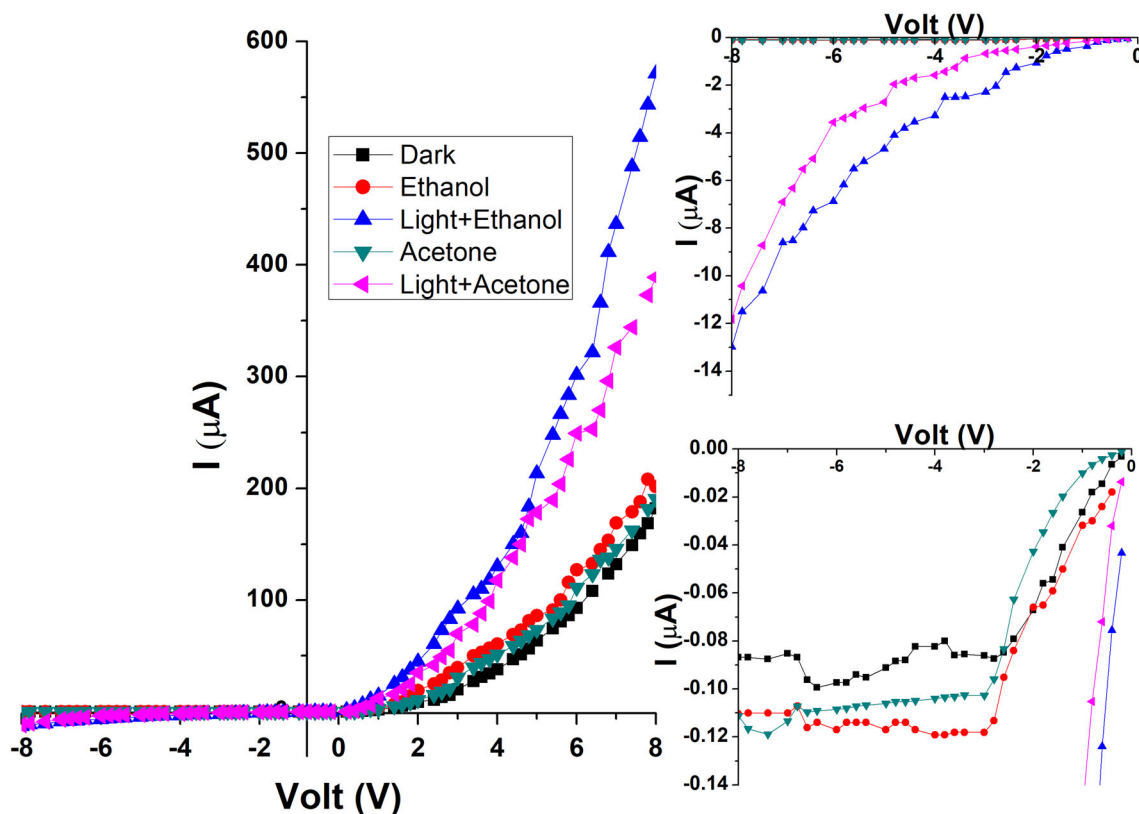 600
500
400
300
200
100
-8 -6 -4 -2 0 2 4 6 8
I (μA)
Volt (V)
Dark
Ethanol
Light+Ethanol
Acetone
Light+Acetone
Volt (V)
-8 -6 -4 -2 0
0
-2
-4
-6
-8
-10
-12
-14
I (μA)
Volt (V)
-8 -6 -4 -2 0
0.00
-0.02
-0.04
-0.06
-0.08
-0.10
-0.12
-0.14
I (μA)